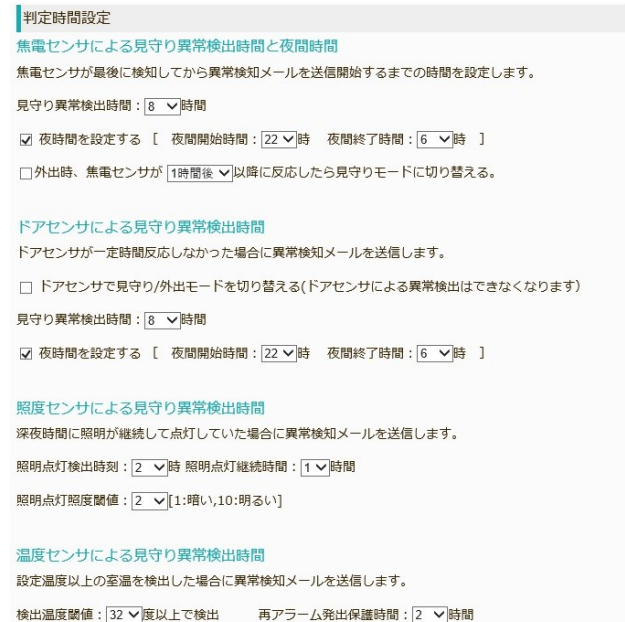 判定時間設定
焦電センサによる見守り異常検出時間と夜間時間
焦電センサが最後に検知してから異常検知メールを送信開始するまでの時間を設定します。
見守り異常検出時間：8 時間
夜時間を設定する ［ 夜間開始時間：22 時 夜間終了時間：6 時 ］
外出時、焦電センサが 1時間後 以降に反応したら見守りモードに切り替える。
ドアセンサによる見守り異常検出時間
ドアセンサが一定時間反応しなかった場合に異常検知メールを送信します。
ドアセンサで見守り/外出モードを切り替える(ドアセンサによる異常検出はできなくなります)
見守り異常検出時間：8 時間
夜時間を設定する ［ 夜間開始時間：22 時 夜間終了時間：6 時 ］
照度センサによる見守り異常検出時間
深夜時間に照明が継続して点灯していた場合に異常検知メールを送信します。
照明点灯検出時刻：2 時 照明点灯継続時間：1 時間
照明点灯照度閾値：2 [1:暗い,10:明るい]
温度センサによる見守り異常検出時間
設定温度以上の室温を検出した場合に異常検知メールを送信します。
検出温度閾値：32 度以上で検出 再アラーム発出保護時間：2 時間